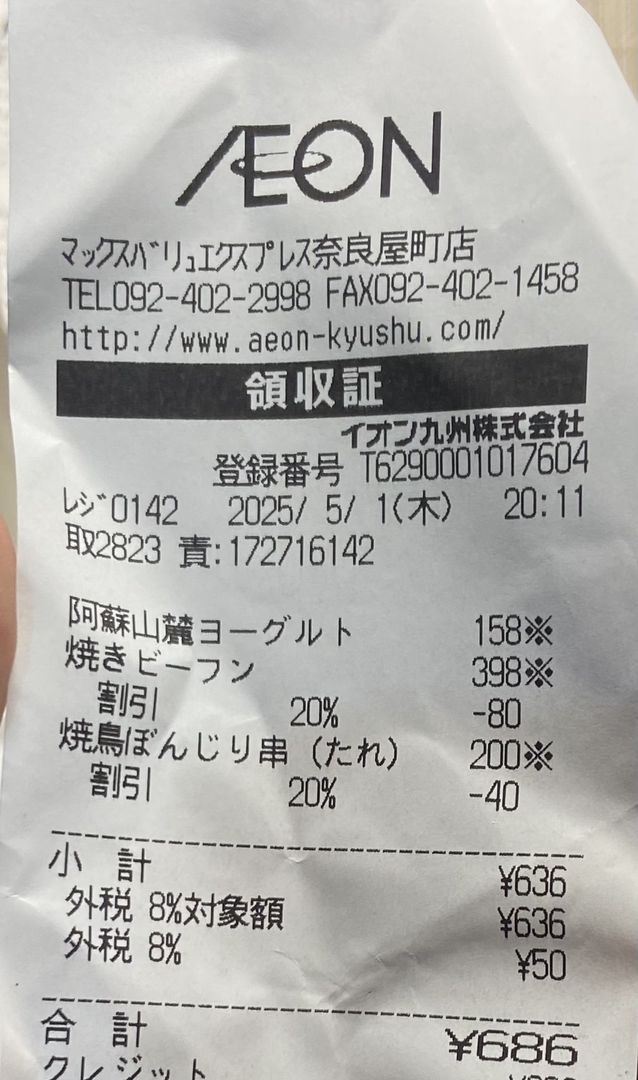 ÆON
マックスバリュエクスプレス奈良屋町店
TEL092-402-2998 FAX092-402-1458
http://www.aeon-kyushu.com/
領収証
イオン九州株式会社
登録番号 T6290001017604
レジ0142 2025/ 5/ 1(木) 20:11
取2823 責:172716142
阿蘇山麓ヨーグルト 158※
焼きビーフン 398※
割引 20% -80
焼鳥ぼんじり串(たれ) 200※
割引 20% -40
小 計 ¥636
外税 8%対象額 ¥636
外税 8% ¥50
合 計 ¥686
クレジット